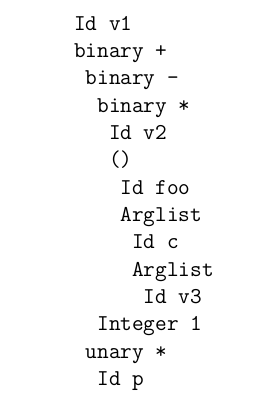 Id v1
binary +
binary -
binary *
Id v2
()
Id foo
Arglist
Id c
Arglist
Id v3
Integer 1
unary *
Id p